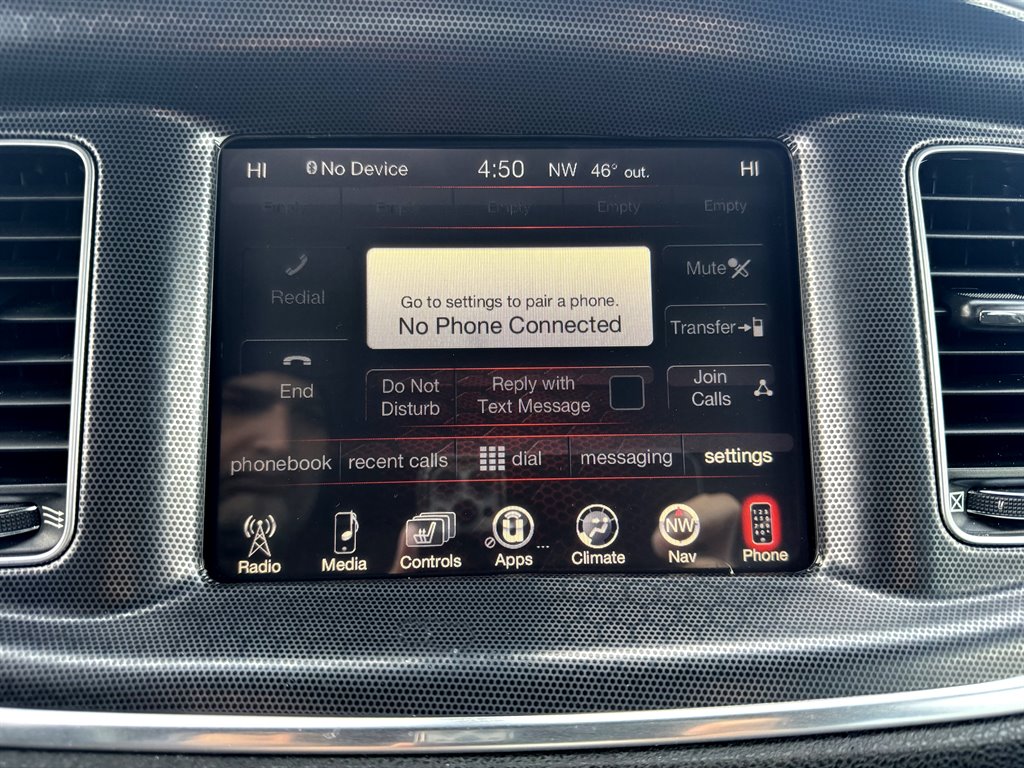 HI No Device 4:50 NW 46° out. HI
Empty Empty Empty Empty Empty
Redial
Go to settings to pair a phone.
No Phone Connected
Mute
Transfer
End
Do Not
Disturb
Reply with
Text Message
Join
Calls
phonebook recent calls dial messaging settings
NW
Radio Media Controls Apps Climate Nav Phone